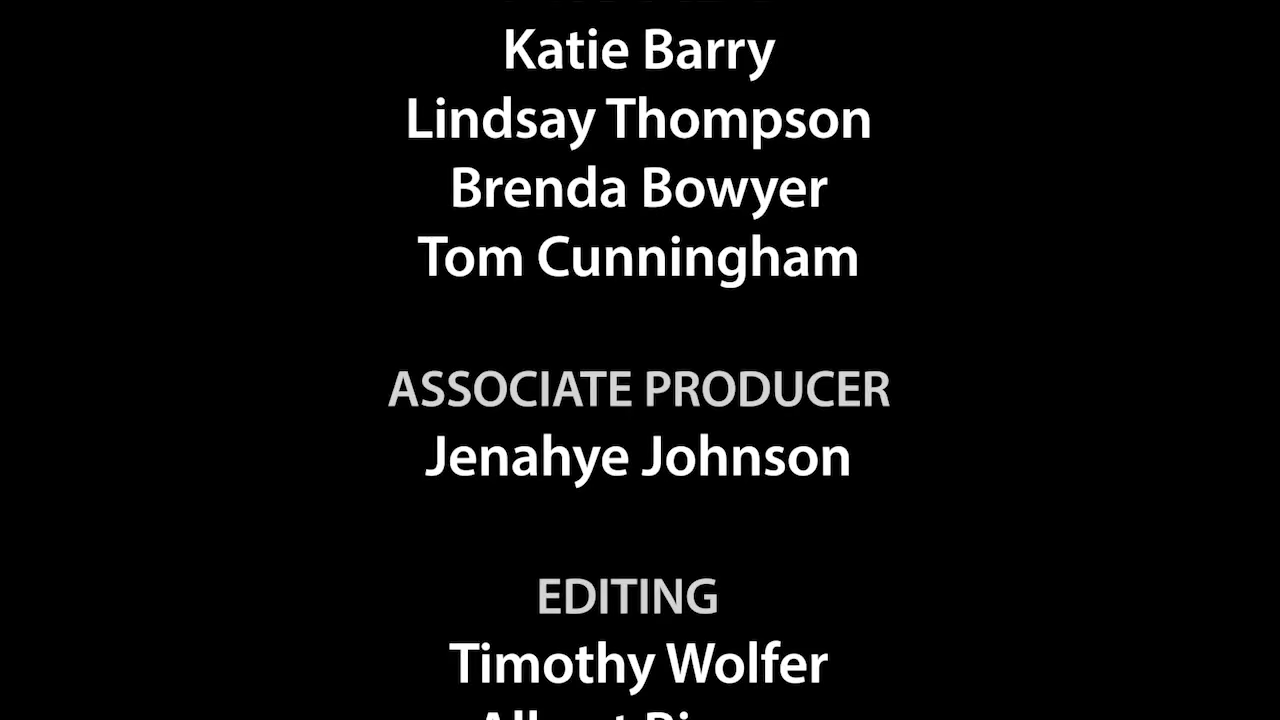 Katie Barry
Lindsay Thompson
Brenda Bowyer
Tom Cunningham
ASSOCIATE PRODUCER
Jenahye Johnson
EDITING
Timothy Wolfer